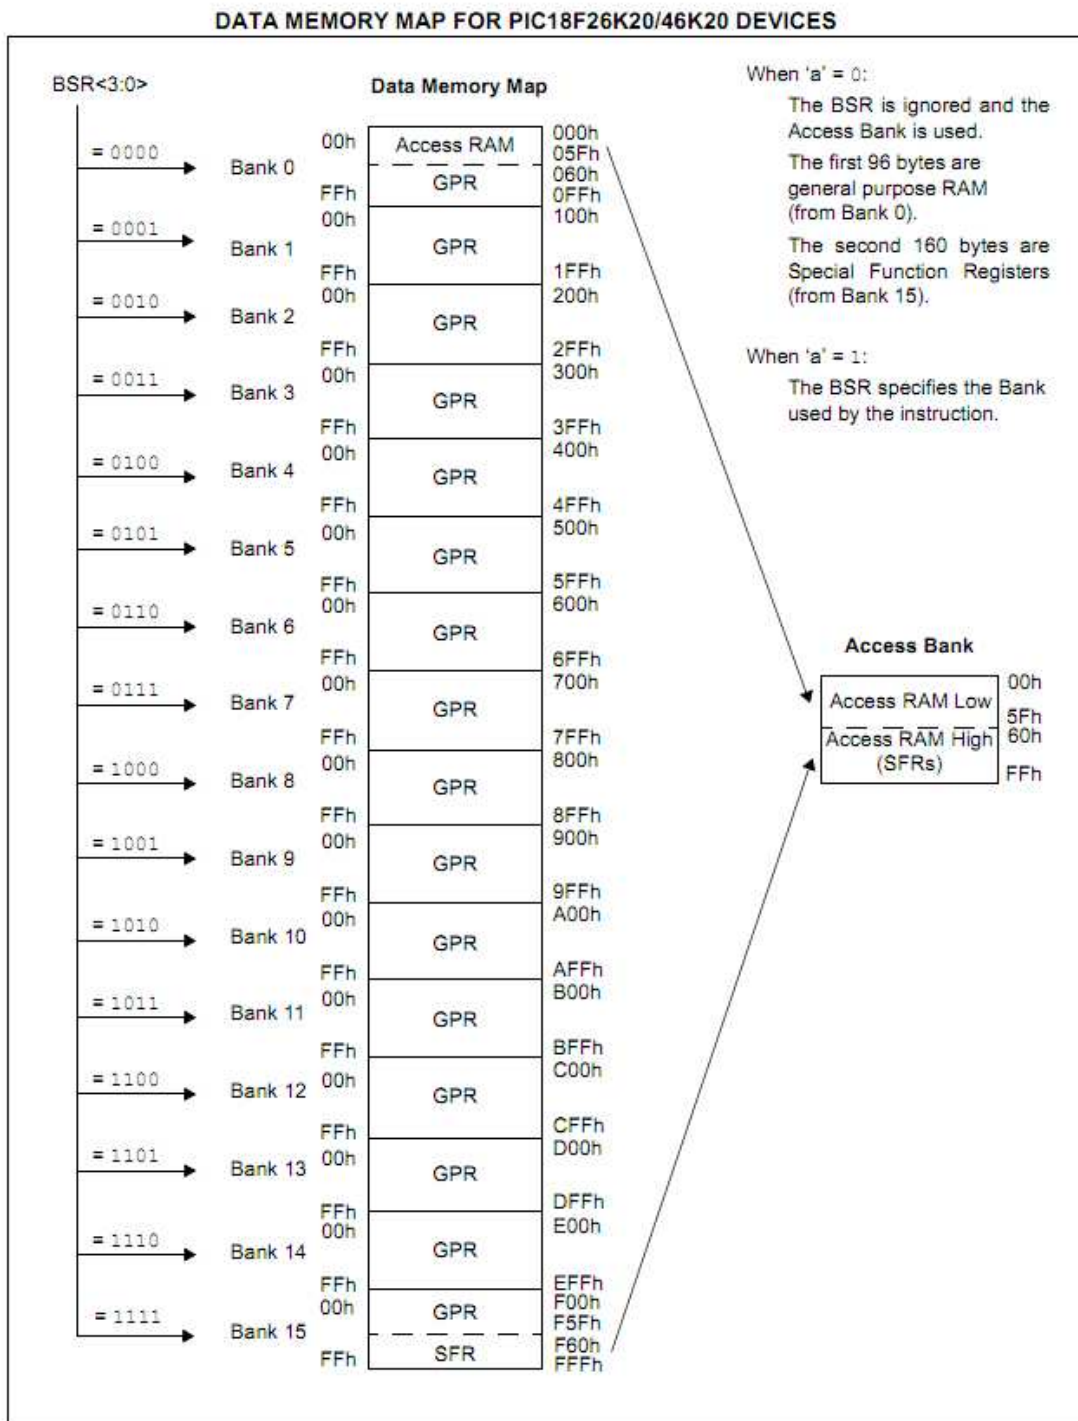 DATA MEMORY MAP FOR PIC18F26K20/46K20 DEVICES
BSR<3:0>
Data Memory Map
When ‘a’ = 0:
The BSR is ignored and the
Access Bank is used.
The first 96 bytes are
general purpose RAM
(from Bank 0).
The second 160 bytes are
Special Function Registers
(from Bank 15).
When ‘a’ = 1:
The BSR specifies the Bank
used by the instruction.
= 0000
Bank 0
00h
FFh
Access RAM
GPR
000h
05Fh
060h
0FFh
= 0001
Bank 1
00h
FFh
GPR
100h
1FFh
= 0010
Bank 2
00h
FFh
GPR
200h
2FFh
= 0011
Bank 3
00h
FFh
GPR
300h
3FFh
= 0100
Bank 4
00h
FFh
GPR
400h
4FFh
= 0101
Bank 5
00h
FFh
GPR
500h
5FFh
= 0110
Bank 6
00h
FFh
GPR
600h
6FFh
= 0111
Bank 7
00h
FFh
GPR
700h
7FFh
= 1000
Bank 8
00h
FFh
GPR
800h
8FFh
= 1001
Bank 9
00h
FFh
GPR
900h
9FFh
= 1010
Bank 10
00h
FFh
GPR
A00h
AFFh
= 1011
Bank 11
00h
FFh
GPR
B00h
BFFh
= 1100
Bank 12
00h
FFh
GPR
C00h
CFFh
= 1101
Bank 13
00h
FFh
GPR
D00h
DFFh
= 1110
Bank 14
00h
FFh
GPR
E00h
EFFh
= 1111
Bank 15
00h
FFh
GPR
SFR
F00h
F5Fh
F60h
FFFh
Access Bank
Access RAM Low
00h
5Fh
Access RAM High
(SFRs)
60h
FFh